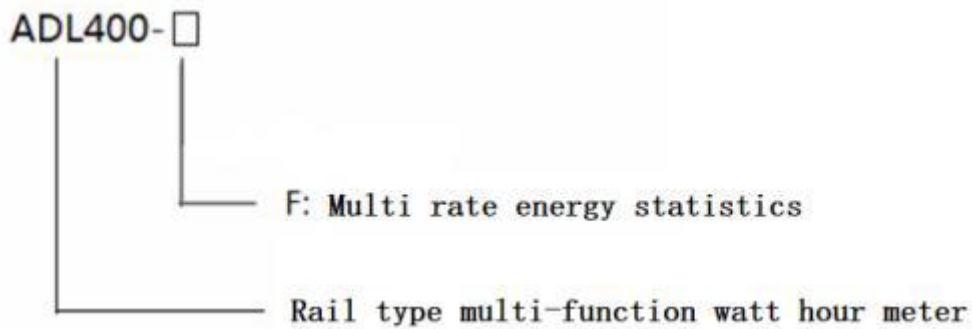 ADL400-□
F: Multi rate energy statistics
Rail type multi-function watt hour meter